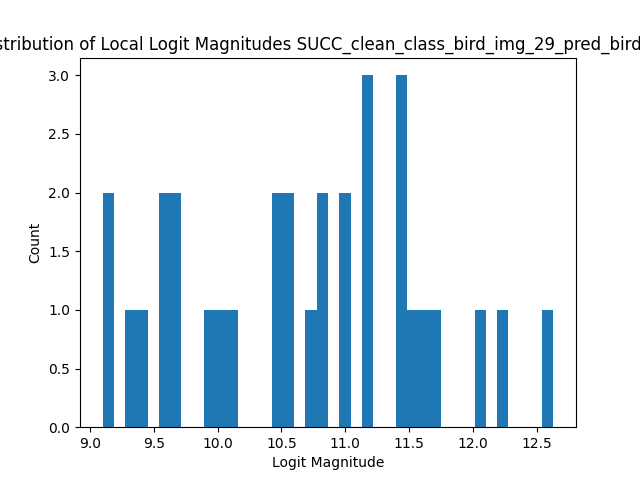 stribution of Local Logit Magnitudes SUCC_clean_class_bird_img_29_pred_bird
3.0
2.5
2.0
1.5
1.0
0.5
0.0
Count
9.0 9.5 10.0 10.5 11.0 11.5 12.0 12.5
Logit Magnitude